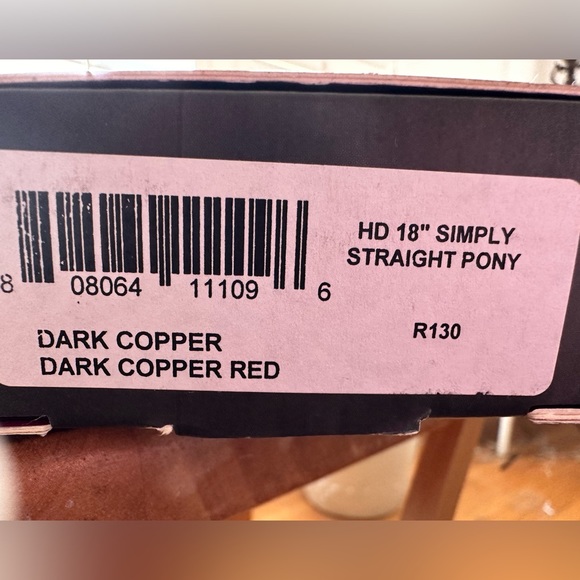 HD 18" SIMPLY
STRAIGHT PONY
8 08064 11109 6
R130
DARK COPPER
DARK COPPER RED